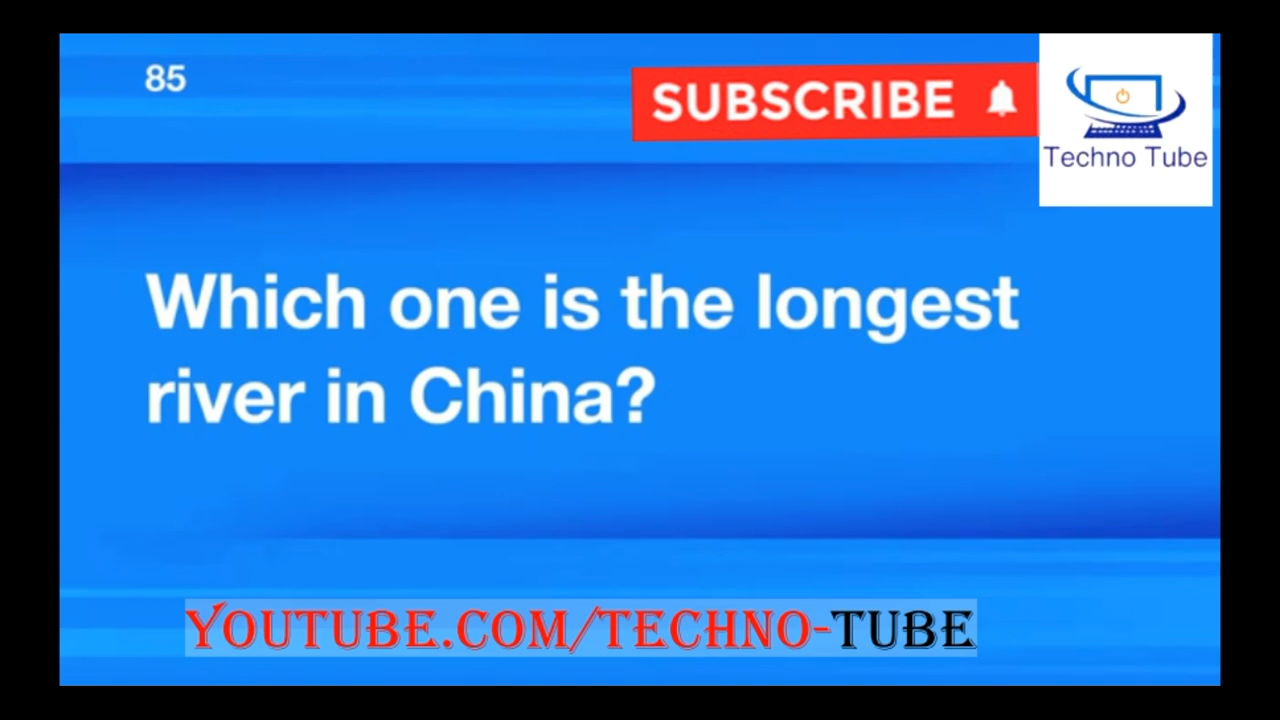 85
SUBSCRIBE
Techno Tube
Which one is the longest
river in China?
YOUTUBE.COM/TECHNO-TUBE